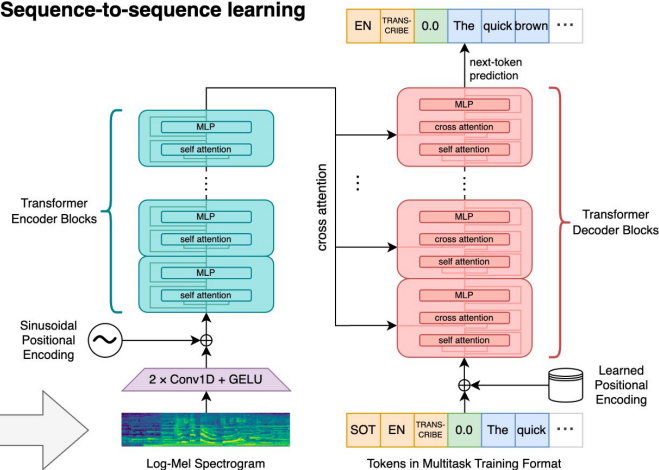 Sequence-to-sequence learning
EN TRANS-CRIBE 0.0 The quick brown ···
next-token
prediction
MLP
self attention
MLP
self attention
MLP
self attention
Transformer
Encoder Blocks
Sinusoidal
Positional
Encoding
2 × Conv1D + GELU
Log-Mel Spectrogram
cross attention
MLP
cross attention
self attention
MLP
cross attention
self attention
MLP
cross attention
self attention
Transformer
Decoder Blocks
Learned
Positional
Encoding
SOT EN TRANS-CRIBE 0.0 The quick ···
Tokens in Multitask Training Format